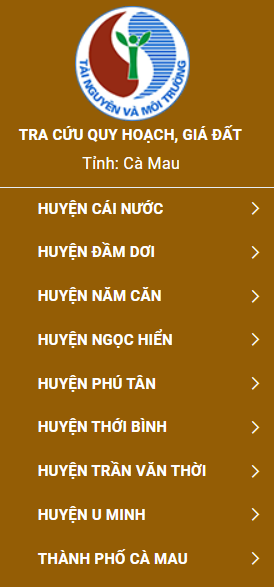 TÀI NGUYÊN VÀ MÔI TRƯỜNG
TRA CỨU QUY HOẠCH, GIÁ ĐẤT
Tỉnh: Cà Mau
HUYỆN CÁI NƯỚC
HUYỆN ĐẦM DƠI
HUYỆN NĂM CĂN
HUYỆN NGỌC HIỂN
HUYỆN PHÚ TÂN
HUYỆN THỚI BÌNH
HUYỆN TRẦN VĂN THỜI
HUYỆN U MINH
THÀNH PHỐ CÀ MAU